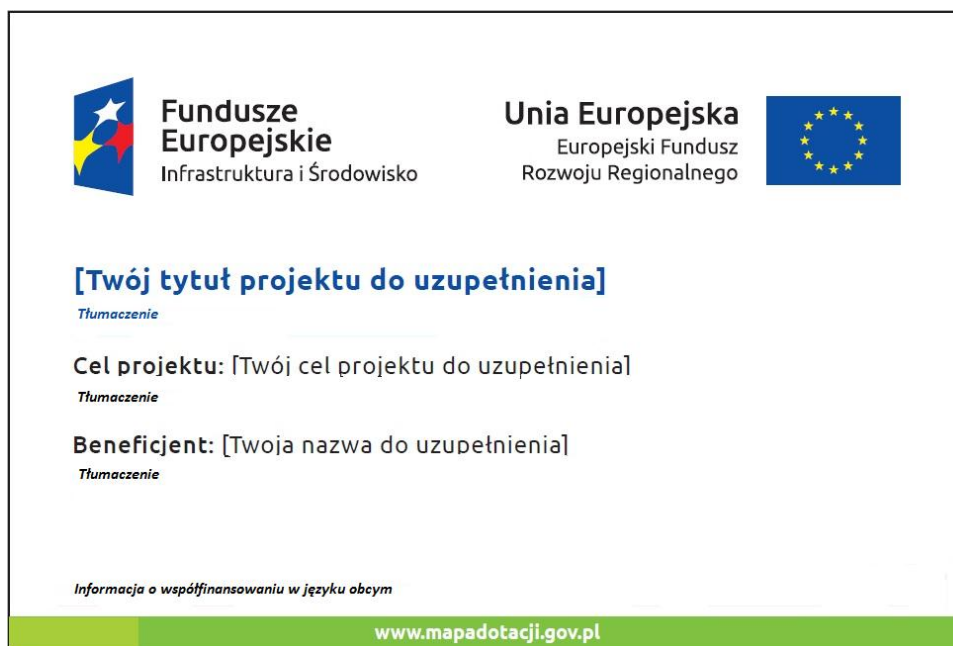 Fundusze
Europejskie
Infrastruktura i Środowisko
Unia Europejska
Europejski Fundusz
Rozwoju Regionalnego
[Twój tytuł projektu do uzupełnienia]
Tłumaczenie
Cel projektu: [Twój cel projektu do uzupełnienia]
Tłumaczenie
Beneficjent: [Twoja nazwa do uzupełnienia]
Tłumaczenie
Informacja o współfinansowaniu w języku obcym
www.mapadotacji.gov.pl